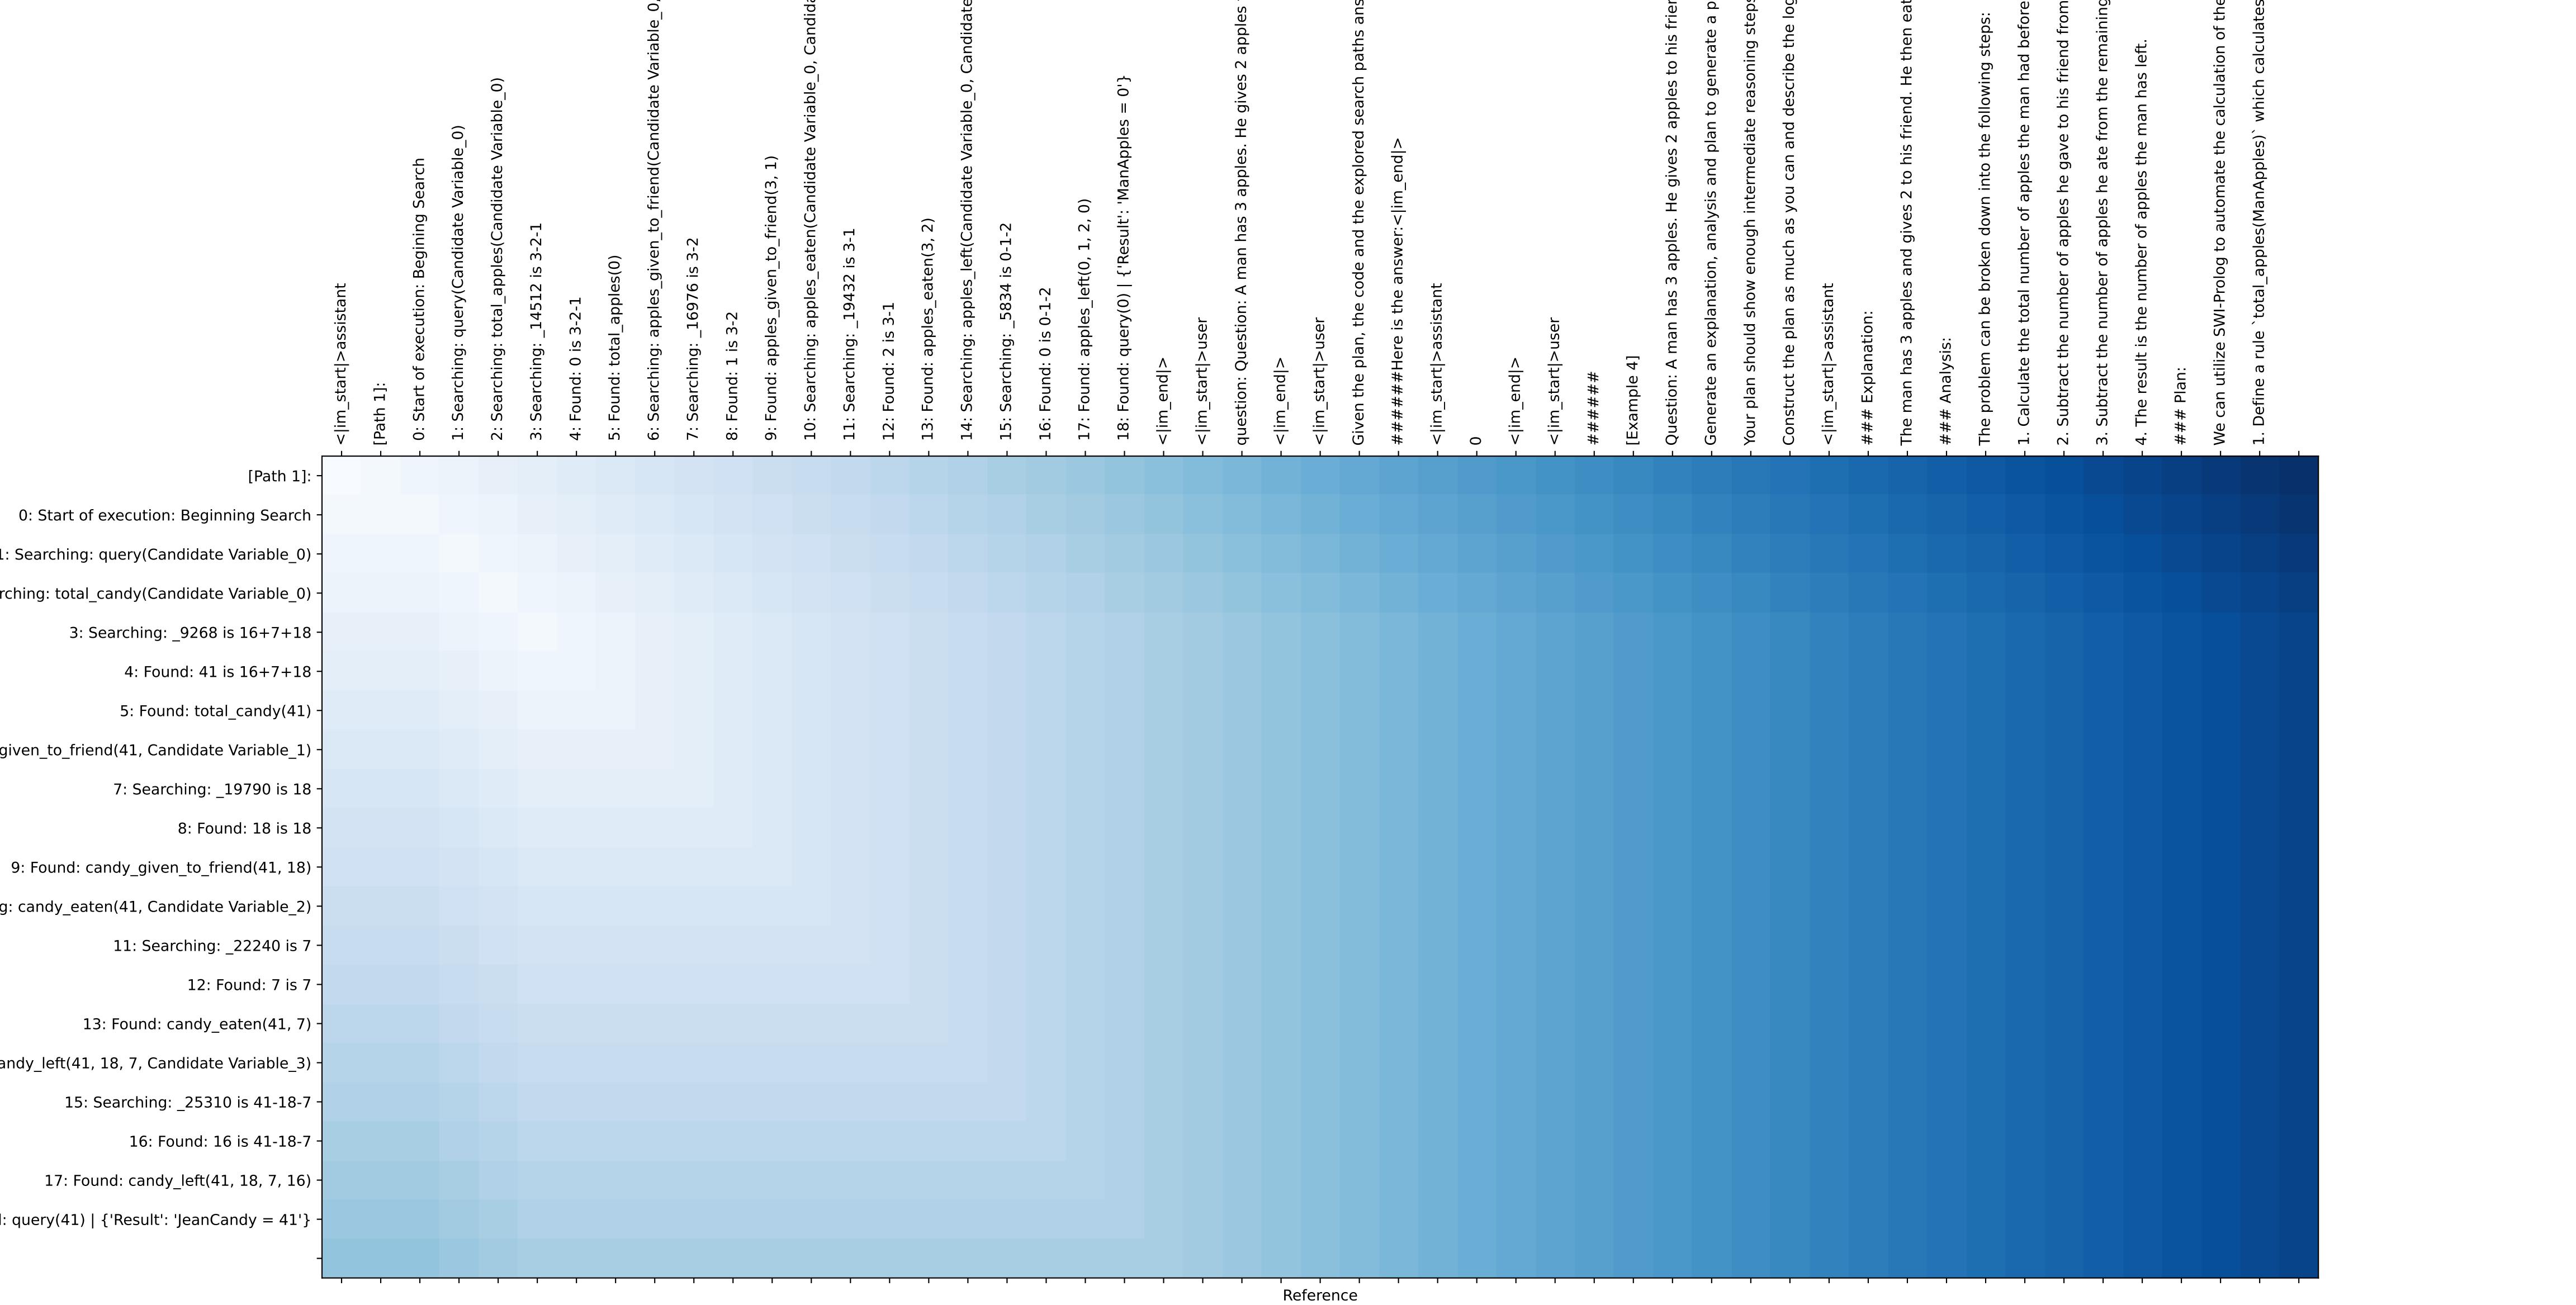 <|im_start|>assistant
[Path 1]:
0: Start of execution: Begining Search
1: Searching: query(Candidate Variable_0)
2: Searching: total_apples(Candidate Variable_0)
3: Searching: _14512 is 3-2-1
4: Found: 0 is 3-2-1
5: Found: total_apples(0)
6: Searching: apples_given_to_friend(Candidate Variable_0,
7: Searching: _16976 is 3-2
8: Found: 1 is 3-2
9: Found: apples_given_to_friend(3, 1)
10: Searching: apples_eaten(Candidate Variable_0, Candida
11: Searching: _19432 is 3-1
12: Found: 2 is 3-1
13: Found: apples_eaten(3, 2)
14: Searching: apples_left(Candidate Variable_0, Candidate
15: Searching: _5834 is 0-1-2
16: Found: 0 is 0-1-2
17: Found: apples_left(0, 1, 2, 0)
18: Found: query(0) | {'Result': 'ManApples = 0'}
<|im_end|>
<|im_start|>user
question: Question: A man has 3 apples. He gives 2 apples
<|im_end|>
<|im_start|>user
Given the plan, the code and the explored search paths ans
#######Here is the answer:<|im_end|>
<|im_start|>assistant
0
<|im_end|>
<|im_start|>user
#######
[Example 4]
Question: A man has 3 apples. He gives 2 apples to his frien
Generate an explanation, analysis and plan to generate a p
Your plan should show enough intermediate reasoning steps
Construct the plan as much as you can and describe the log
<|im_start|>assistant
### Explanation:
The man has 3 apples and gives 2 to his friend. He then eat
### Analysis:
The problem can be broken down into the following steps:
1. Calculate the total number of apples the man had before
2. Subtract the number of apples he gave to his friend from
3. Subtract the number of apples he ate from the remaining
4. The result is the number of apples the man has left.
### Plan:
We can utilize SWI-Prolog to automate the calculation of the
1. Define a rule `total_apples(ManApples)` which calculates
[Path 1]:
0: Start of execution: Beginning Search
1: Searching: query(Candidate Variable_0)
rching: total_candy(Candidate Variable_0)
3: Searching: _9268 is 16+7+18
4: Found: 41 is 16+7+18
5: Found: total_candy(41)
given_to_friend(41, Candidate Variable_1)
7: Searching: _19790 is 18
8: Found: 18 is 18
9: Found: candy_given_to_friend(41, 18)
g: candy_eaten(41, Candidate Variable_2)
11: Searching: _22240 is 7
12: Found: 7 is 7
13: Found: candy_eaten(41, 7)
andy_left(41, 18, 7, Candidate Variable_3)
15: Searching: _25310 is 41-18-7
16: Found: 16 is 41-18-7
17: Found: candy_left(41, 18, 7, 16)
: query(41) | {'Result': 'JeanCandy = 41'}
Reference